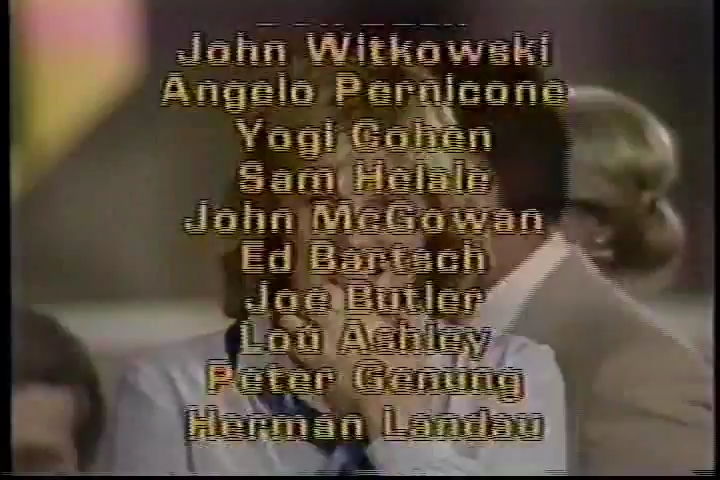 John Witkowski
Angelo Pernicone
Yogi Cohen
Sam Helale
John McGowan
Ed Bartsch
Joe Butler
Lou Ashley
Peter Genung
Herman Landau